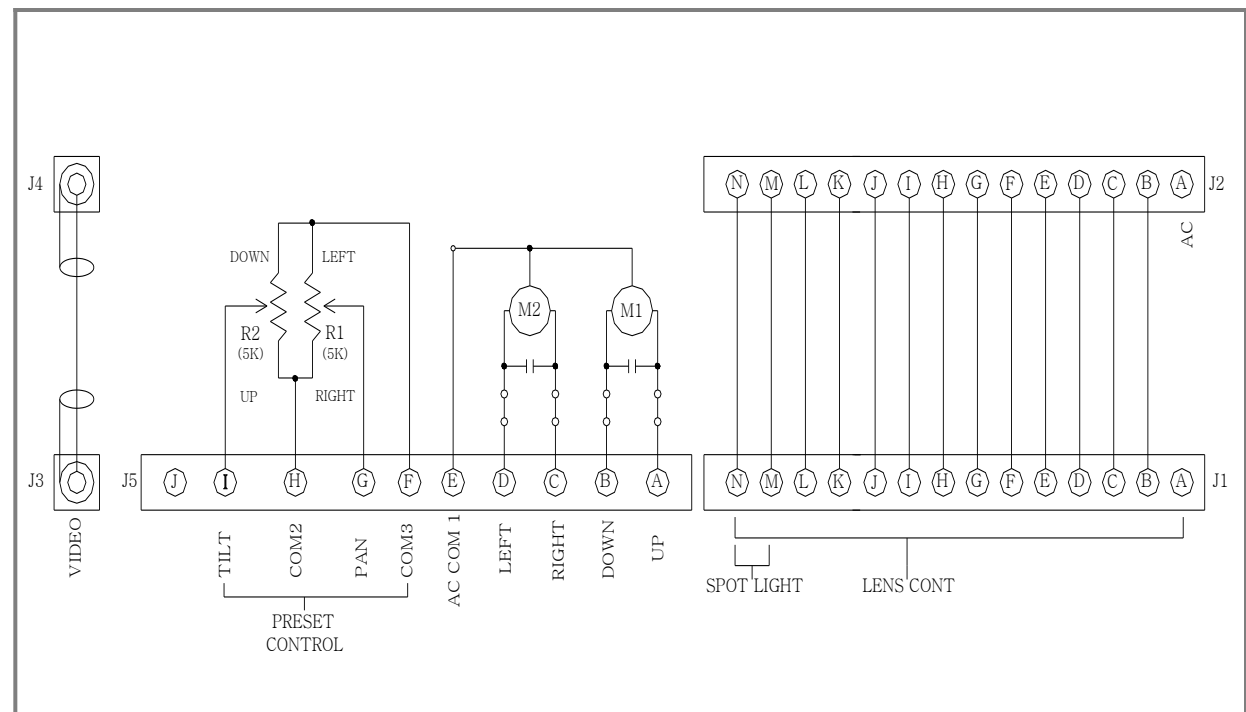 J4
N M L K J I H G F E D C B A
J2
AC
DOWN
LEFT
M2
M1
R2
(5K)
R1
(5K)
UP
RIGHT
J3
J5
J I H G F E D C B A
N M L K J I H G F E D C B A
J1
VIDEO
TILT
COM2
PAN
COM3
AC COM 1
LEFT
RIGHT
DOWN
UP
SPOT LIGHT
LENS CONT
PRESET
CONTROL